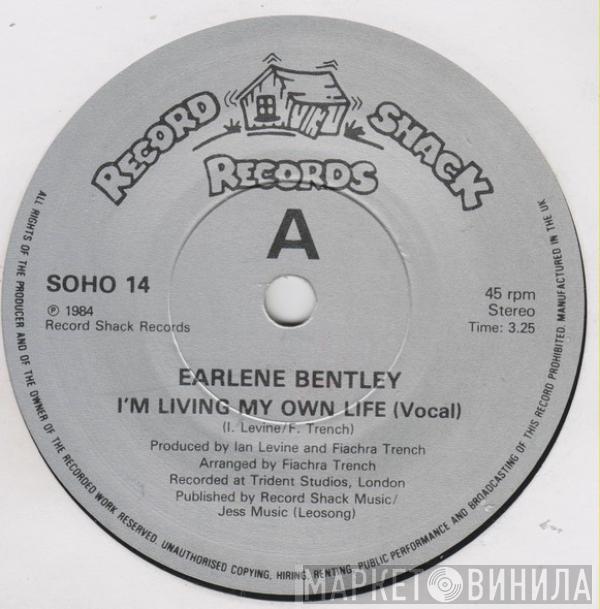 RECORD SHACK
RECORDS
A
SOHO 14
℗ 1984
Record Shack Records
45 rpm
Stereo
Time: 3.25
EARLENE BENTLEY
I'M LIVING MY OWN LIFE (Vocal)
(I. Levine/F. Trench)
Produced by Ian Levine and Fiachra Trench
Arranged by Fiachra Trench
Recorded at Trident Studios, London
Published by Record Shack Music/
Jess Music (Leosong)
ALL RIGHTS OF THE PRODUCER AND OF THE OWNER OF THE RECORDED WORK RESERVED. UNAUTHORISED COPYING, HIRING, RENTING, PUBLIC PERFORMANCE AND BROADCASTING OF THIS RECORD PROHIBITED. MANUFACTURED IN THE UK
МАРКЕТ ВИНИЛА